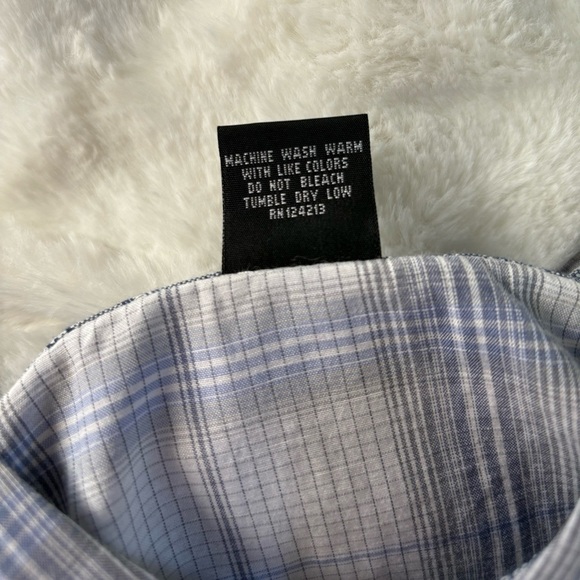 MACHINE WASH WARM
WITH LIKE COLORS
DO NOT BLEACH
TUMBLE DRY LOW
RN124213